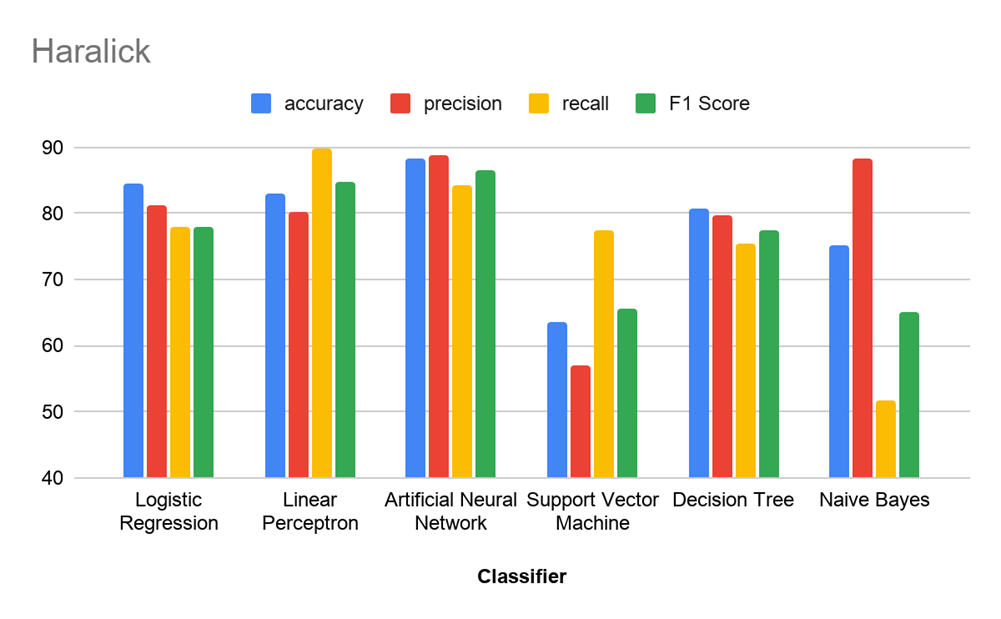 Haralick
accuracy precision recall F1 Score
90
80
70
60
50
40
Logistic Regression
Linear Perceptron
Artificial Neural Network
Support Vector Machine
Decision Tree
Naive Bayes
Classifier